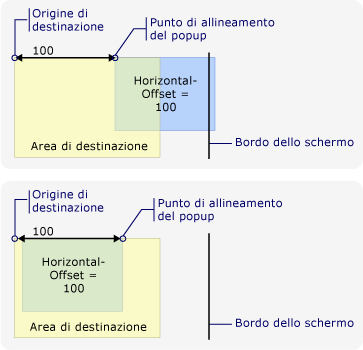 Origine di
destinazione
Punto di allineamento
del popup
100
Horizontal-
Offset =
100
Bordo dello schermo
Area di destinazione
Origine di
destinazione
Punto di allineamento
del popup
100
Horizontal-
Offset =
100
Area di destinazione
Bordo dello schermo